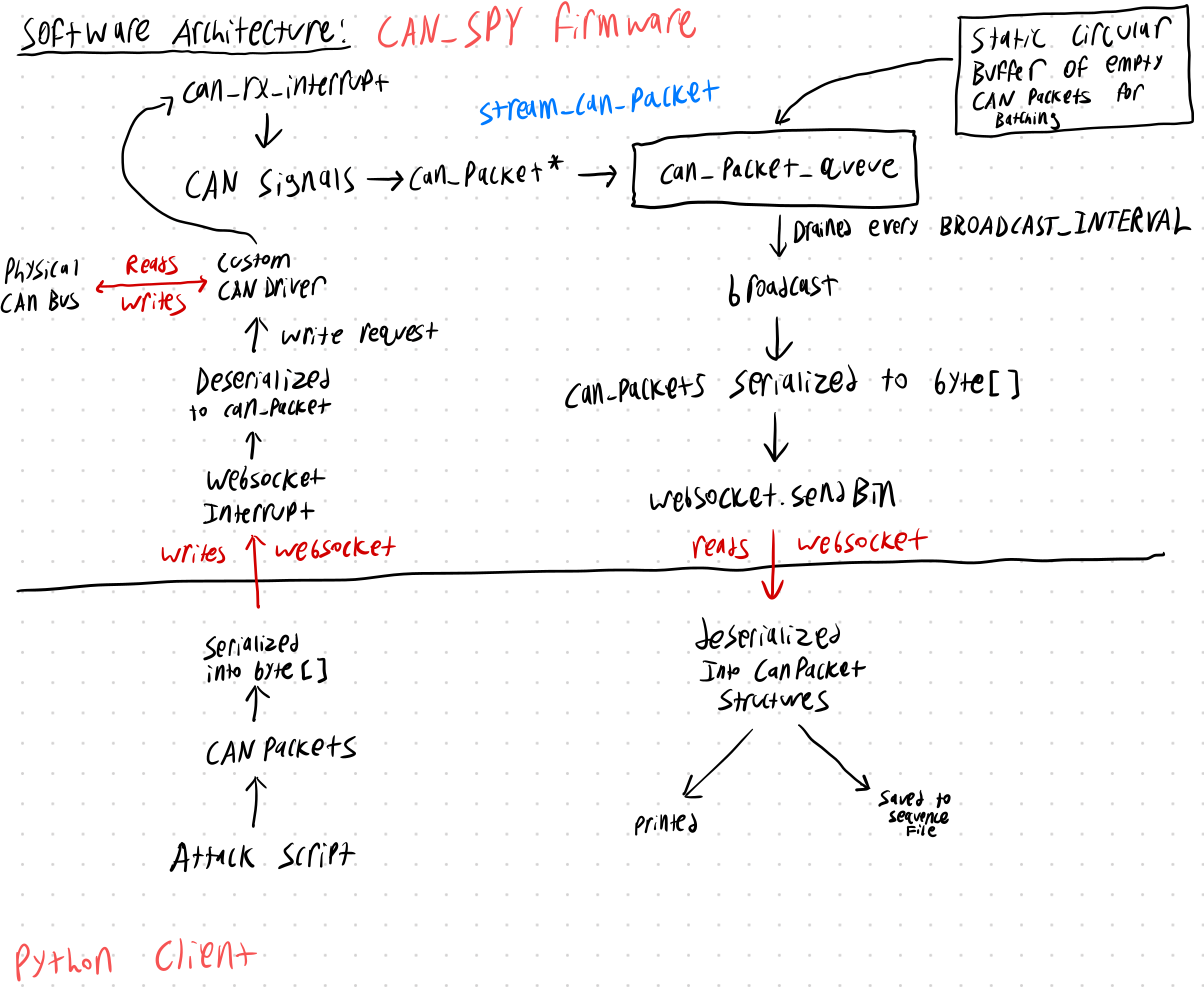 Software Architecture: CAN_SPY Firmware
can_rx_interrupt
stream_can_packet
Static Circular
Buffer of empty
CAN Packets for
Batching
CAN Signals
can_Packet*
can_Packet_queue
Drained every BROADCAST_INTERVAL
Physical
CAN Bus
Reads
writes
Custom
CAN Driver
write request
broadcast
Deserialized
to can_packet
can_packets serialized to byte[]
Websocket
Interrupt
websocket.sendBin
writes websocket
reads websocket
Serialized
into byte[]
deserialized
Into CanPacket
Structures
CAN Packets
printed
Saved to
sequence
File
Attack Script
Python Client